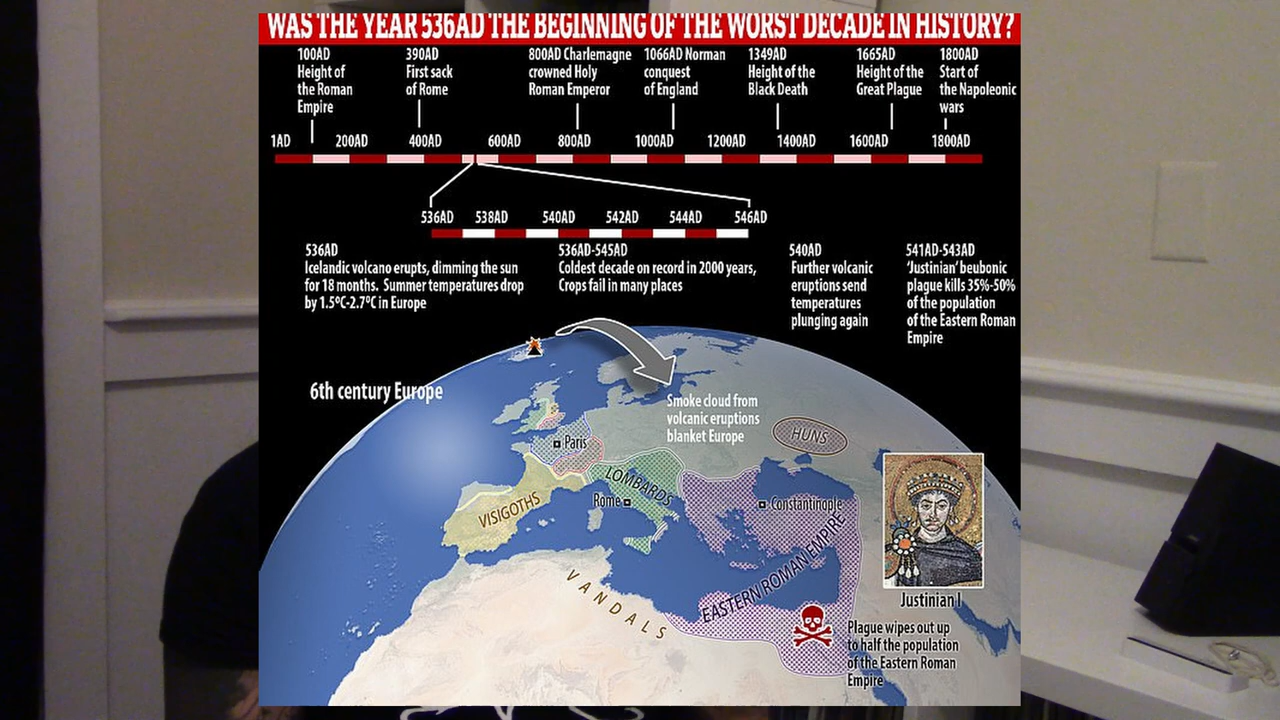 WAS THE YEAR 536AD THE BEGINNING OF THE WORST DECADE IN HISTORY?
100AD
Height of
the Roman
Empire
390AD
First sack
of Rome
800AD Charlemagne
crowned Holy
Roman Emperor
1066AD Norman
conquest
of England
1349AD
Height of the
Black Death
1665AD
Height of the
Great Plague
1800AD
Start of
the Napoleonic
wars
1AD 200AD 400AD 600AD 800AD 1000AD 1200AD 1400AD 1600AD 1800AD
536AD 538AD 540AD 542AD 544AD 546AD
536AD
Icelandic volcano erupts, dimming the sun
for 18 months. Summer temperatures drop
by 1.5ºC-2.7ºC in Europe
536AD-545AD
Coldest decade on record in 2000 years,
Crops fail in many places
540AD
Further volcanic
eruptions send
temperatures
plunging again
541AD-543AD
'Justinian' beubonic
plague kills 35%-50%
of the population
of the Eastern Roman
Empire
6th century Europe
Smoke cloud from
volcanic eruptions
blanket Europe
HUNS
Paris
LOMBARDS
VISIGOTHS
Rome
Constantinople
EASTERN ROMAN EMPIRE
VANDALS
Justinian I
Plague wipes out up
to half the population
of the Eastern Roman
Empire